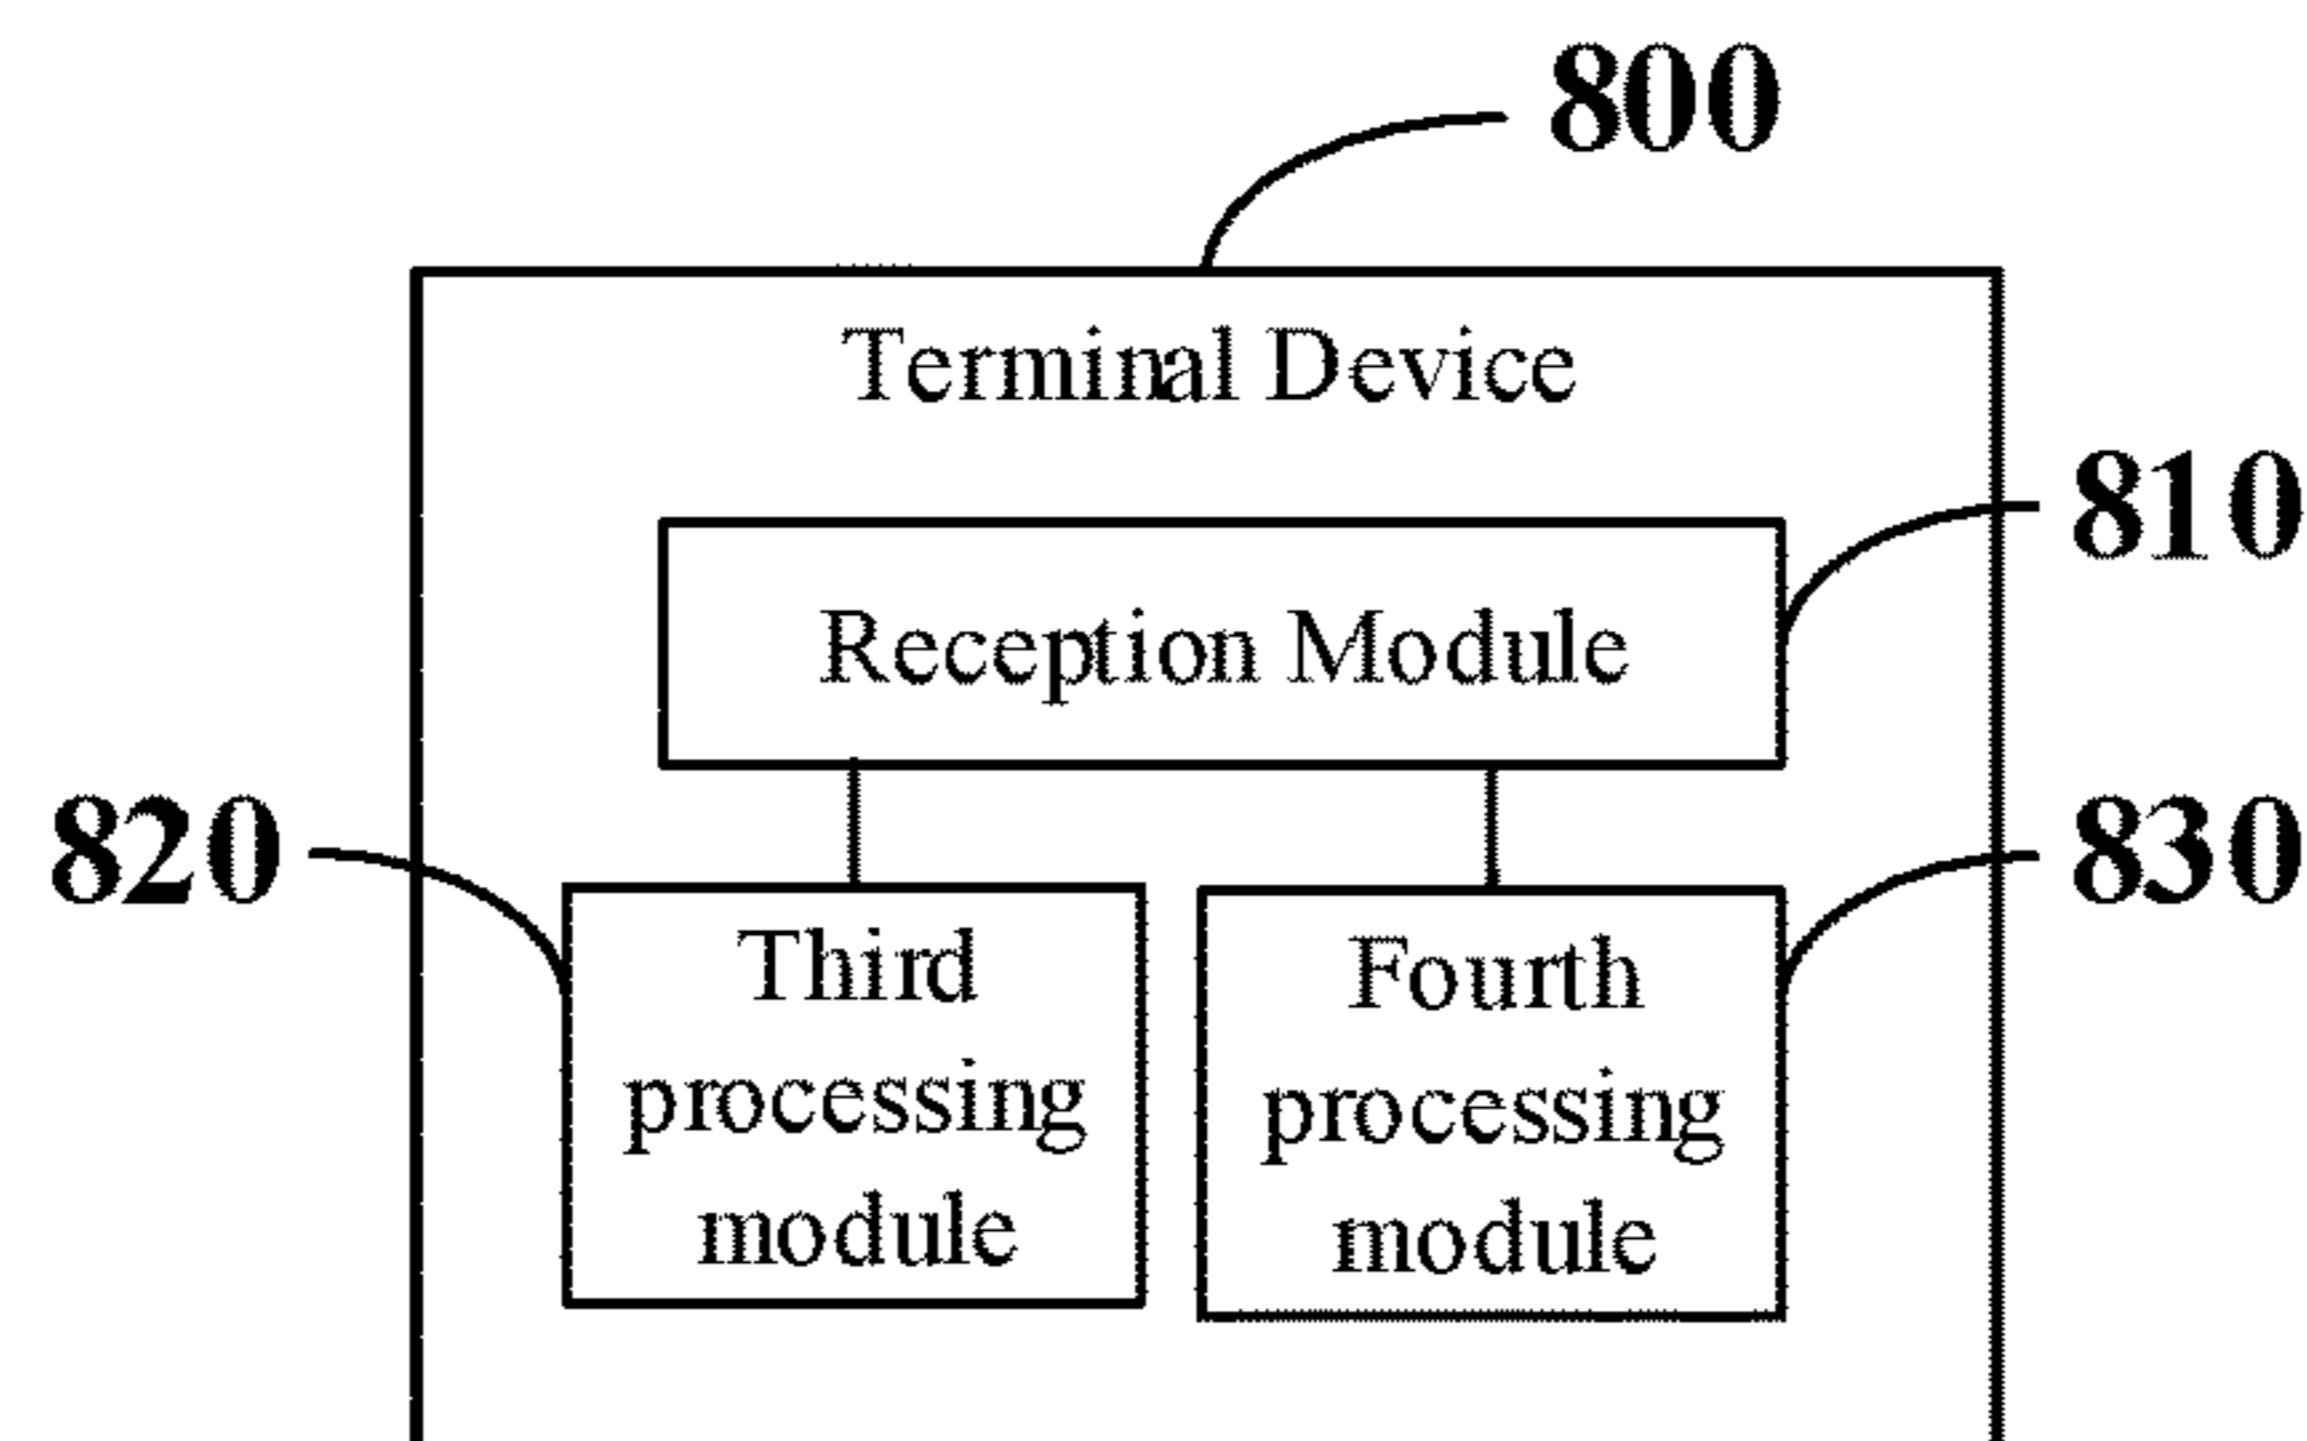 800
Terminal Device
810
Reception Module
820
830
Third
processing
module
Fourth
processing
module